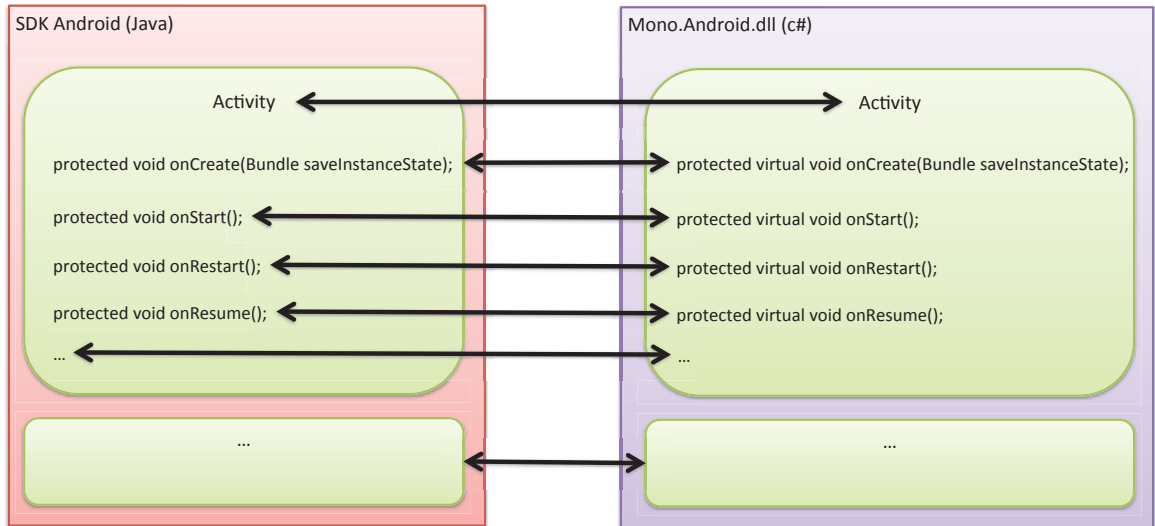 SDK Android (Java)
Activity
protected void onCreate(Bundle saveInstanceState);
protected void onStart();
protected void onRestart();
protected void onResume();
...
...
Mono.Android.dll (c#)
Activity
protected virtual void onCreate(Bundle saveInstanceState);
protected virtual void onStart();
protected virtual void onRestart();
protected virtual void onResume();
...
...